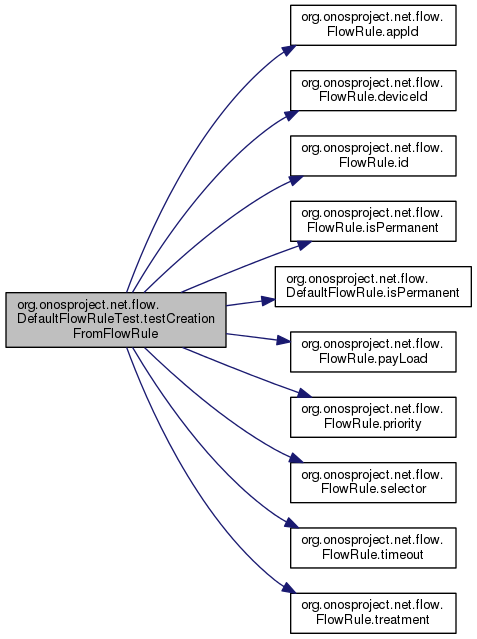 org.onosproject.net.flow.
FlowRule.appId
org.onosproject.net.flow.
FlowRule.deviceId
org.onosproject.net.flow.
FlowRule.id
org.onosproject.net.flow.
FlowRule.isPermanent
org.onosproject.net.flow.
DefaultFlowRule.isPermanent
org.onosproject.net.flow.
DefaultFlowRuleTest.testCreation
FromFlowRule
org.onosproject.net.flow.
FlowRule.payLoad
org.onosproject.net.flow.
FlowRule.priority
org.onosproject.net.flow.
FlowRule.selector
org.onosproject.net.flow.
FlowRule.timeout
org.onosproject.net.flow.
FlowRule.treatment